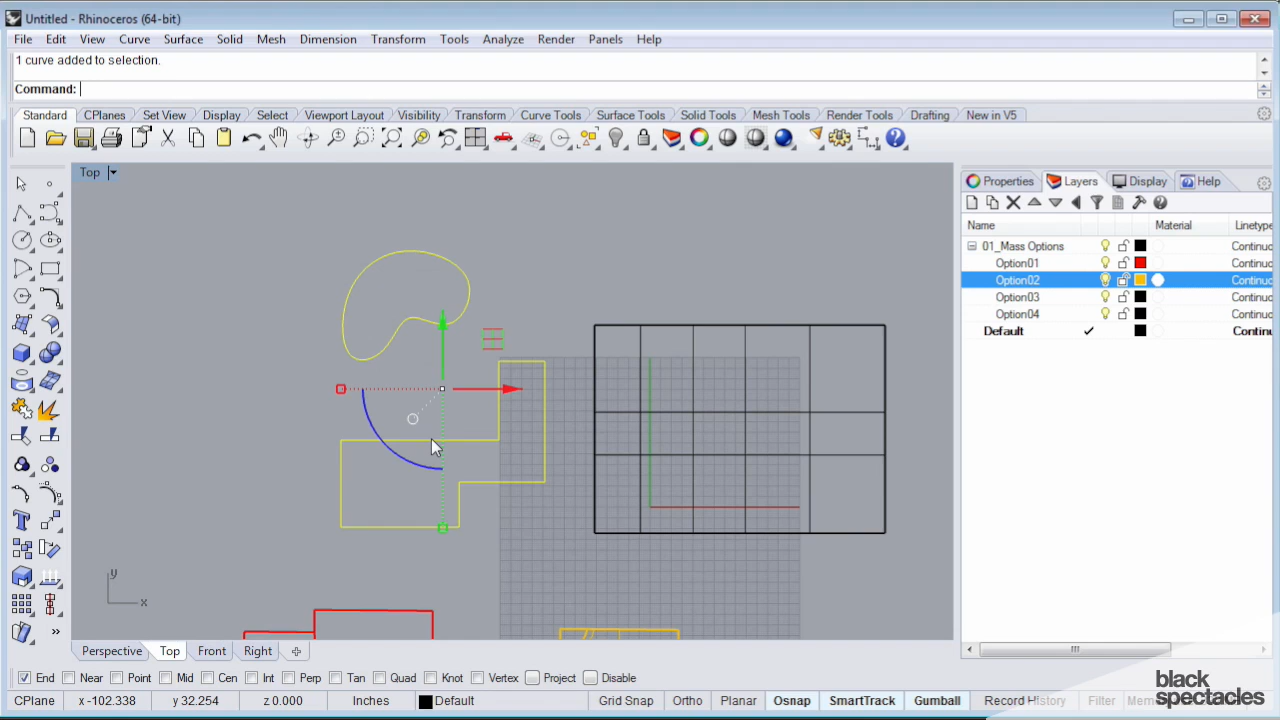 Untitled - Rhinoceros (64-bit)
File Edit View Curve Surface Solid Mesh Dimension Transform Tools Analyze Render Panels Help
1 curve added to selection.
Command:
Standard CPlanes Set View Display Select Viewport Layout Visibility Transform Curve Tools Surface Tools Solid Tools Mesh Tools Render Tools Drafting New in V5
Top
Properties Layers Display Help
Name Material Linetype
01_Mass Options Continuc
Option01 Continuc
Option02 Continuc
Option03 Continuc
Option04 Continuc
Default Continu
y
x
Perspective Top Front Right
End Near Point Mid Cen Int Perp Tan Quad Knot Vertex Project Disable
CPlane x -102.338 y 32.254 z 0.000 Inches Default Grid Snap Ortho Planar Osnap SmartTrack Gumball Record History Filter
black
spectacles